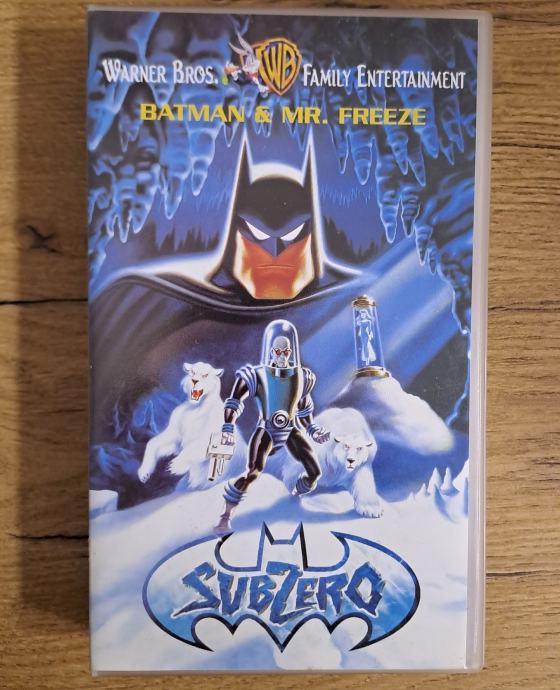 WARNER BROS. WB FAMILY ENTERTAINMENT
BATMAN & MR. FREEZE
SUBZERO